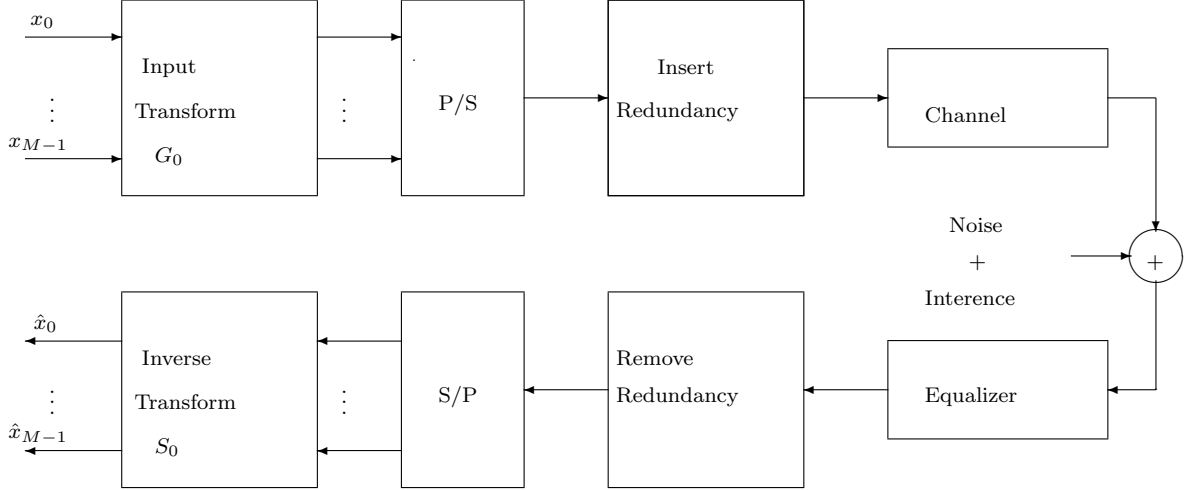 x_0
⋮
x_{M−1}
Input
Transform
G_0
⋮
P/S
Insert
Redundancy
Channel
Noise
+
Interence
+
x̂_0
⋮
x̂_{M−1}
Inverse
Transform
S_0
⋮
S/P
Remove
Redundancy
Equalizer